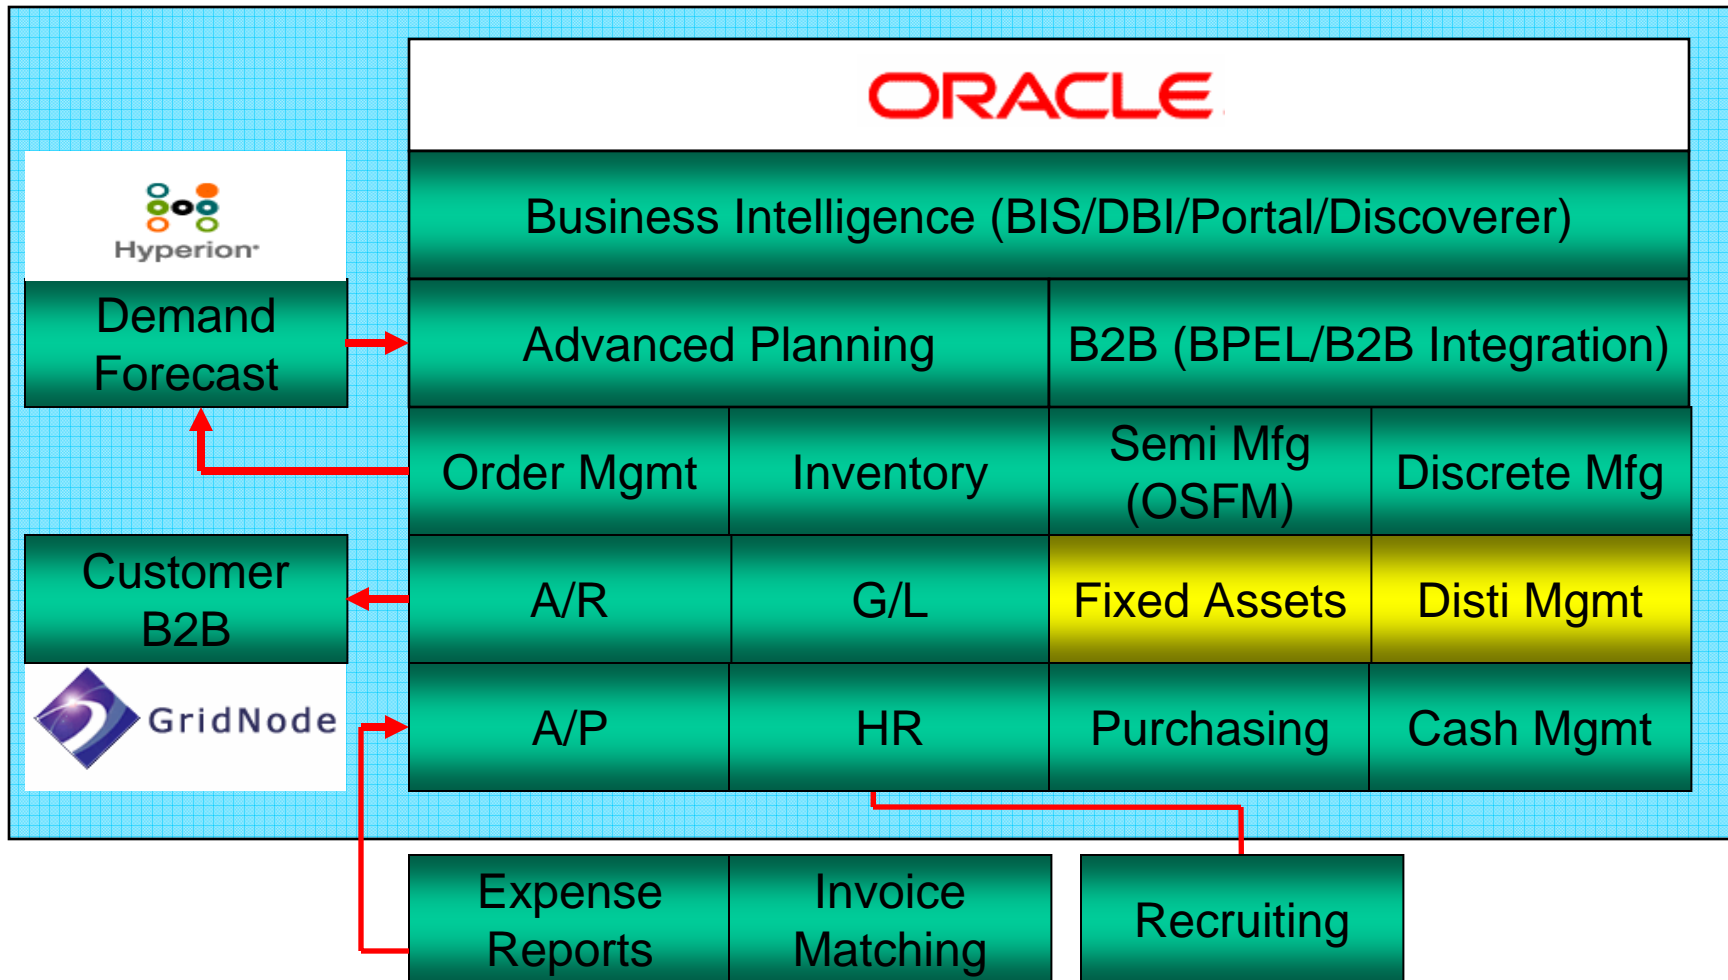 ORACLE
Hyperion
Business Intelligence (BIS/DBI/Portal/Discoverer)
Demand
Forecast
Advanced Planning
B2B (BPEL/B2B Integration)
Order Mgmt
Inventory
Semi Mfg
(OSFM)
Discrete Mfg
Customer
B2B
A/R
G/L
Fixed Assets
Disti Mgmt
GridNode
A/P
HR
Purchasing
Cash Mgmt
Expense
Reports
Invoice
Matching
Recruiting